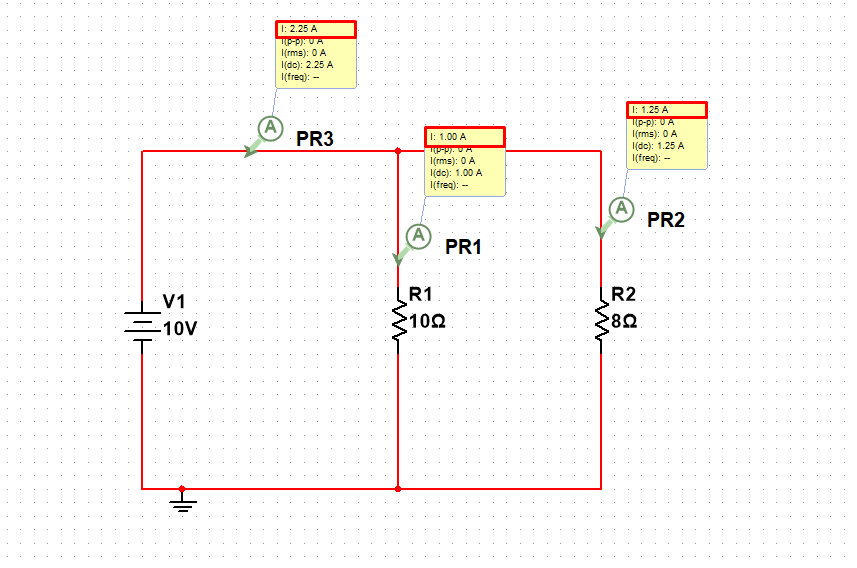 I: 2.25 A
I(p-p): 0 A
I(rms): 0 A
I(dc): 2.25 A
I(freq): --
A
PR3
I: 1.00 A
I(p-p): 0 A
I(rms): 0 A
I(dc): 1.00 A
I(freq): --
A
PR1
I: 1.25 A
I(p-p): 0 A
I(rms): 0 A
I(dc): 1.25 A
I(freq): --
A
PR2
V1
10V
R1
10Ω
R2
8Ω